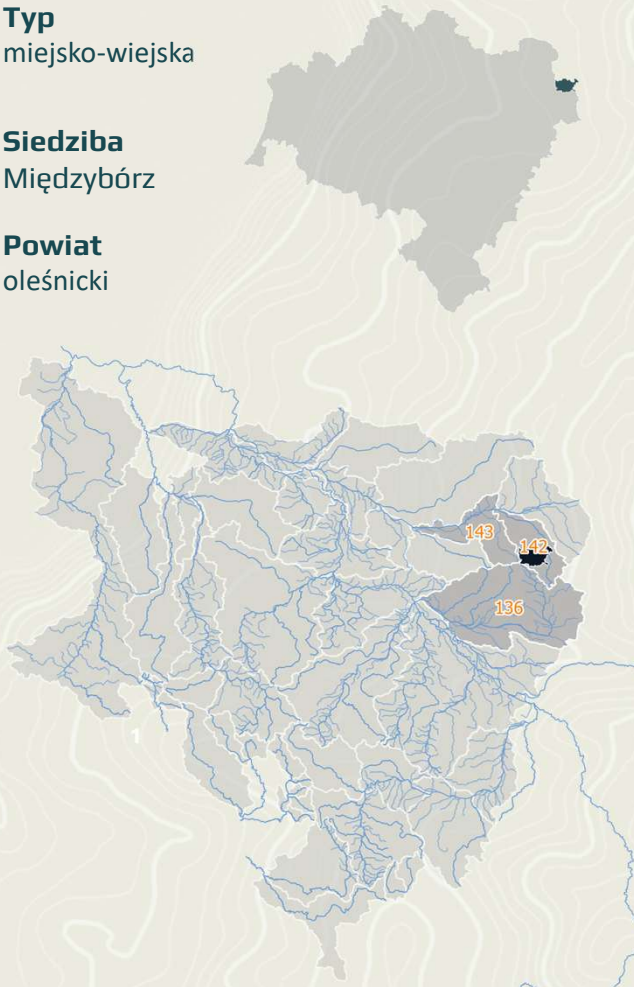 Typ
miejsko-wiejska
Siedziba
Międzybórz
Powiat
oleśnicki
143
142
136
1